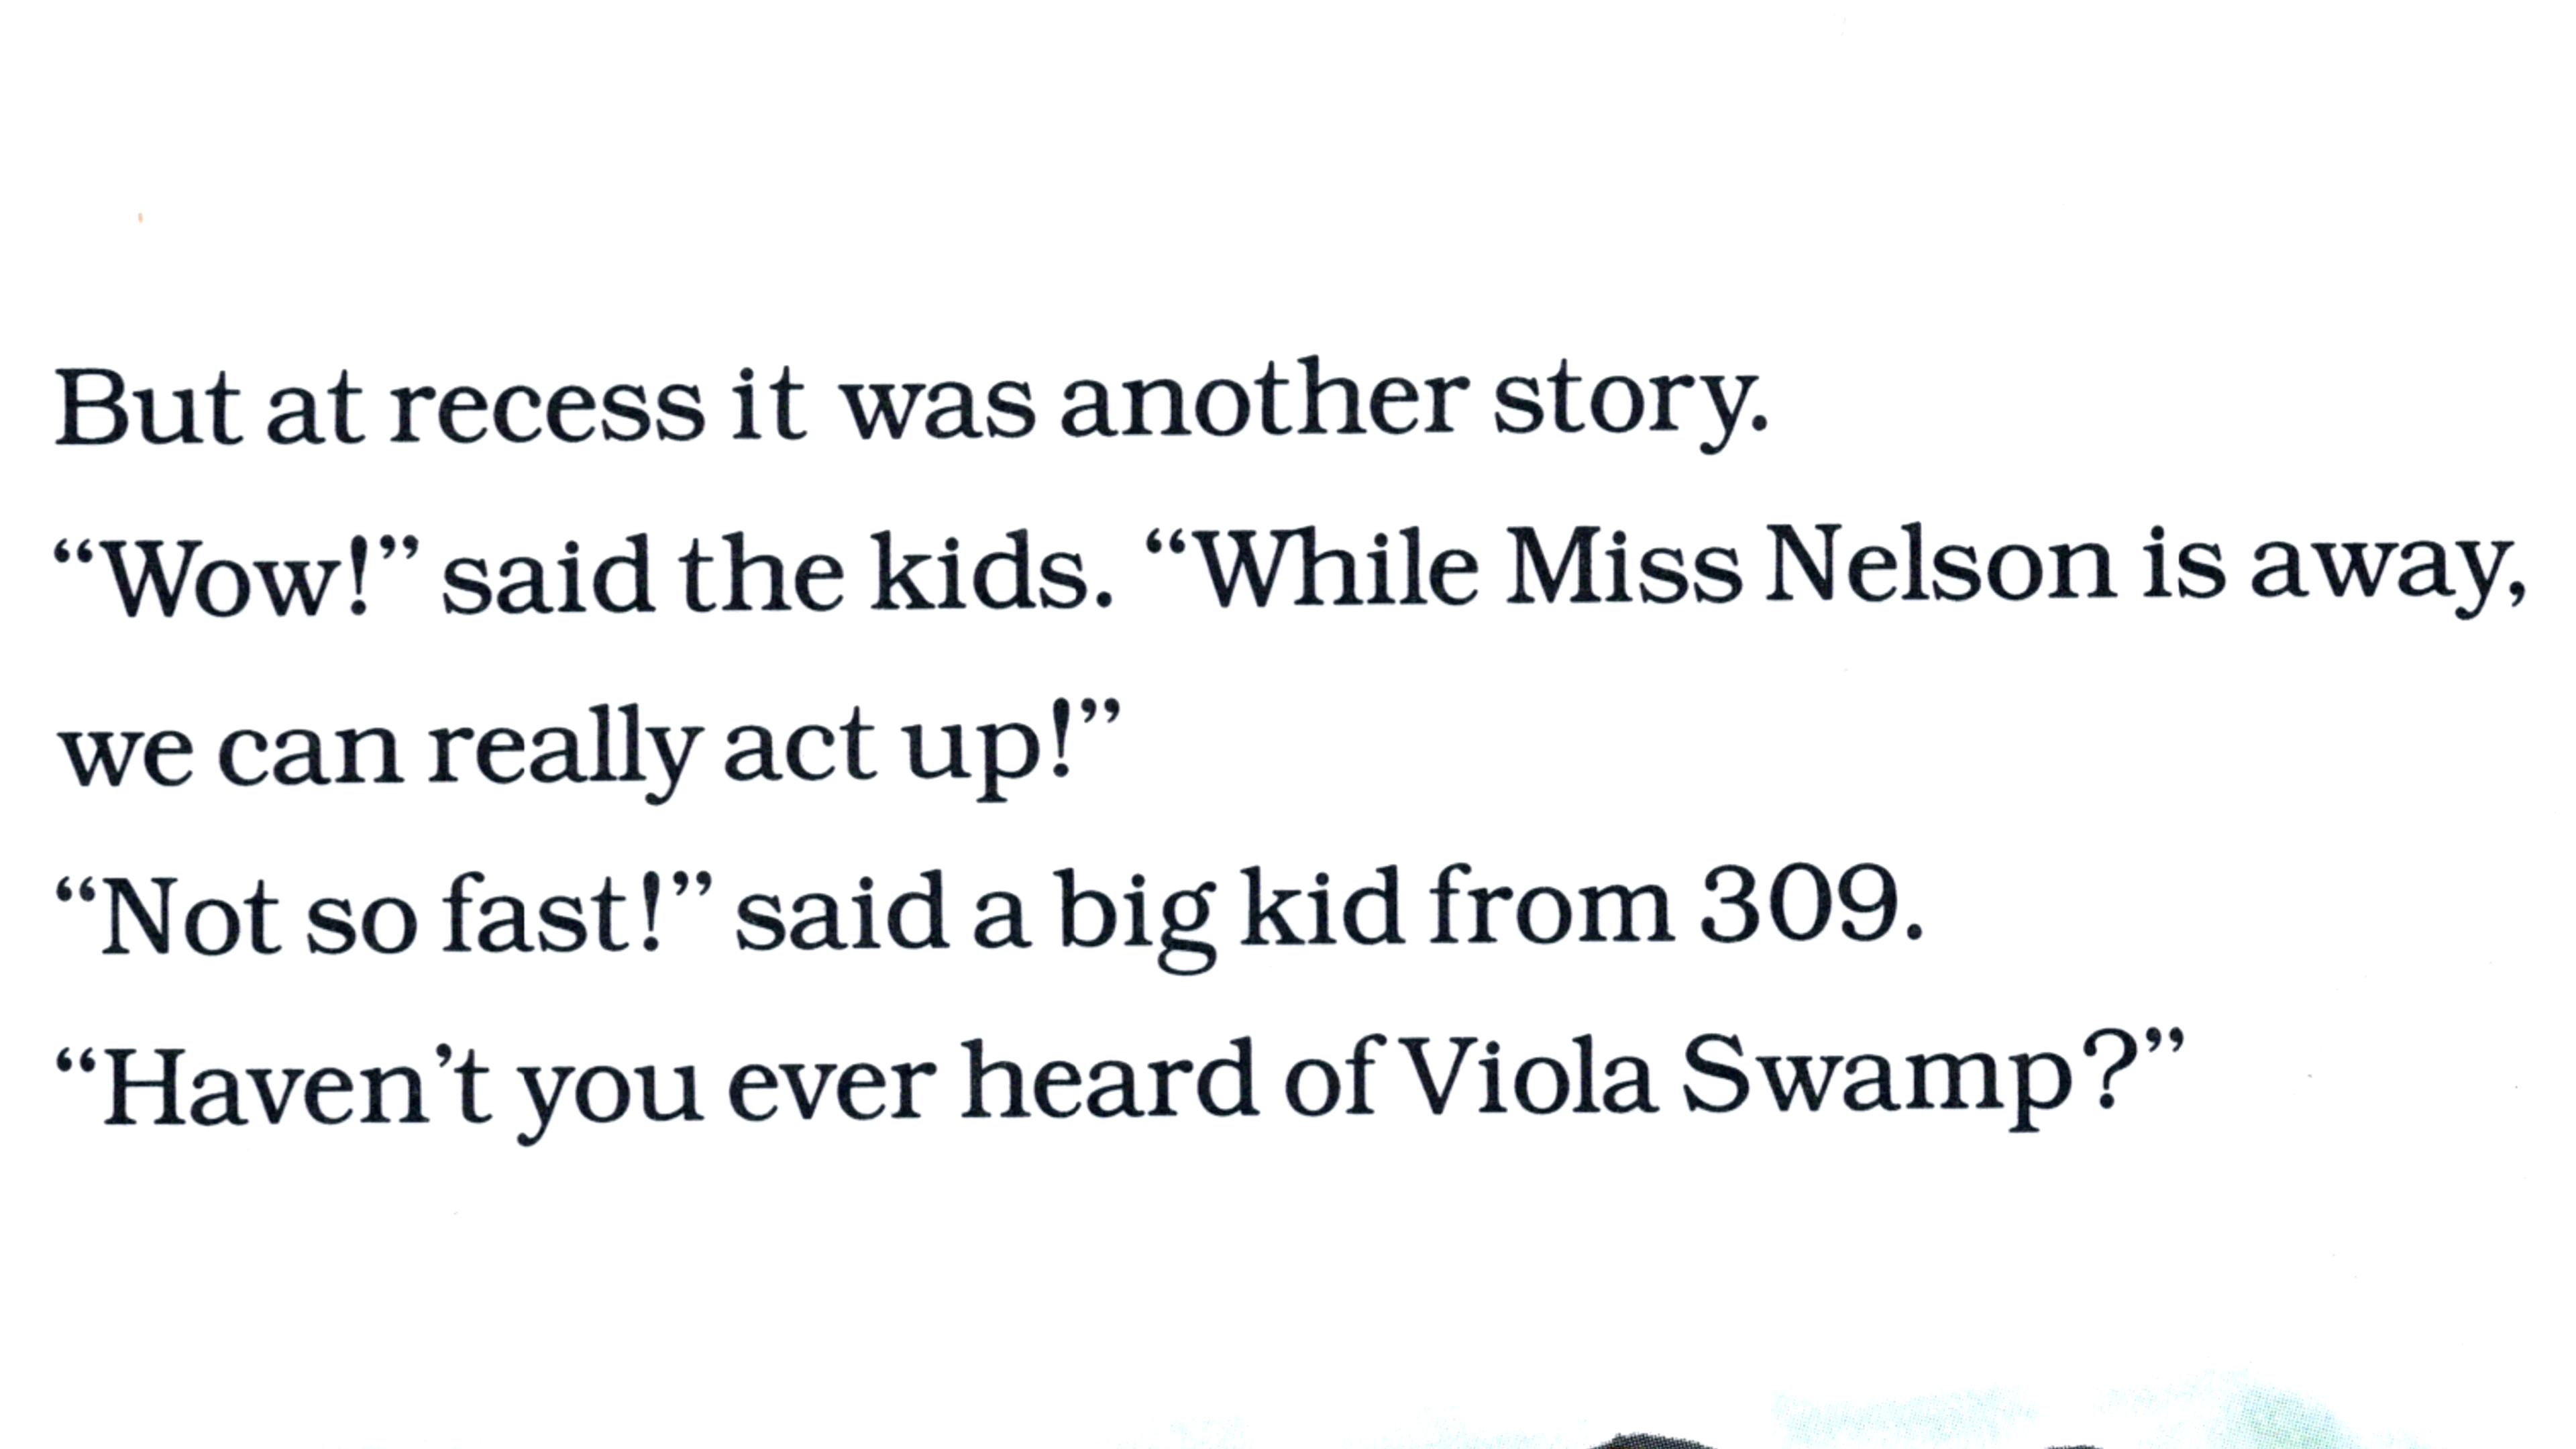 But at recess it was another story.
“Wow!” said the kids. “While Miss Nelson is away,
we can really act up!”
“Not so fast!” said a big kid from 309.
“Haven’t you ever heard of Viola Swamp?”